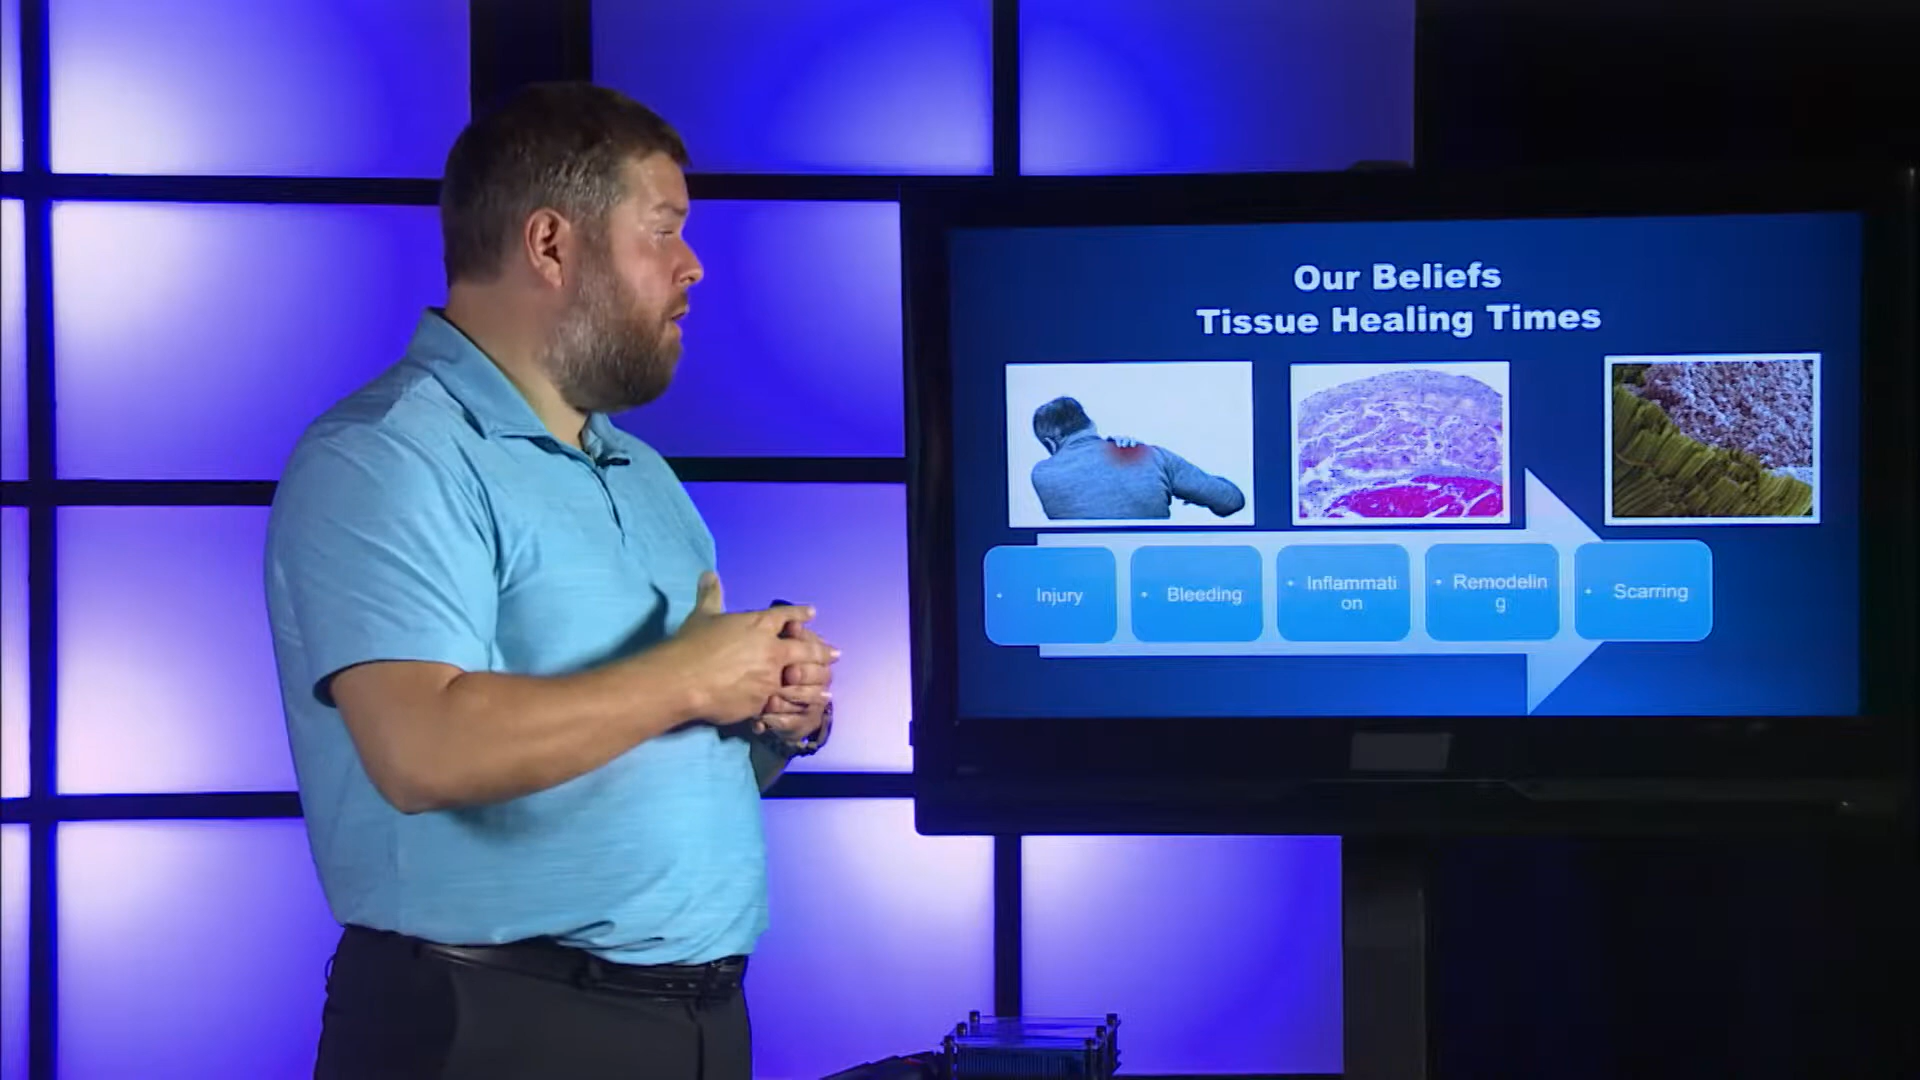 Our Beliefs
Tissue Healing Times
• Injury
• Bleeding
• Inflammati
on
• Remodelin
g
• Scarring